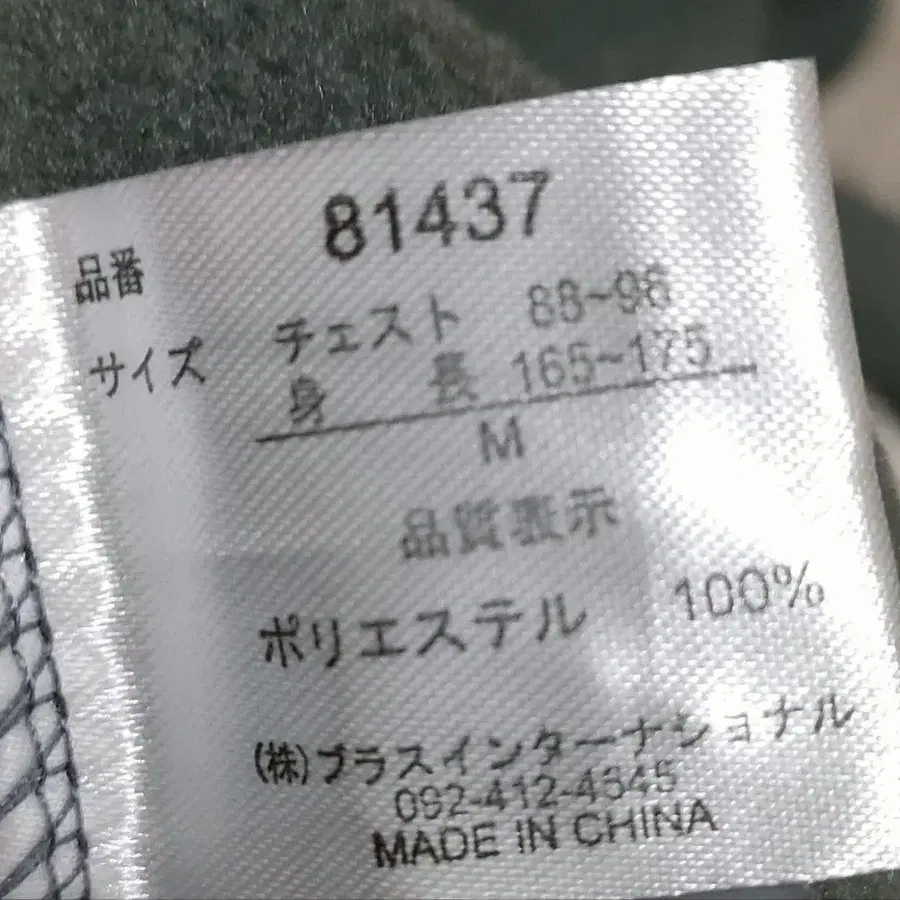 品番 81437
サイズ チェスト 88~96
身長 165~175
M
品質表示
ポリエステル 100%
(株)プラスインターナショナル
092-412-4645
MADE IN CHINA